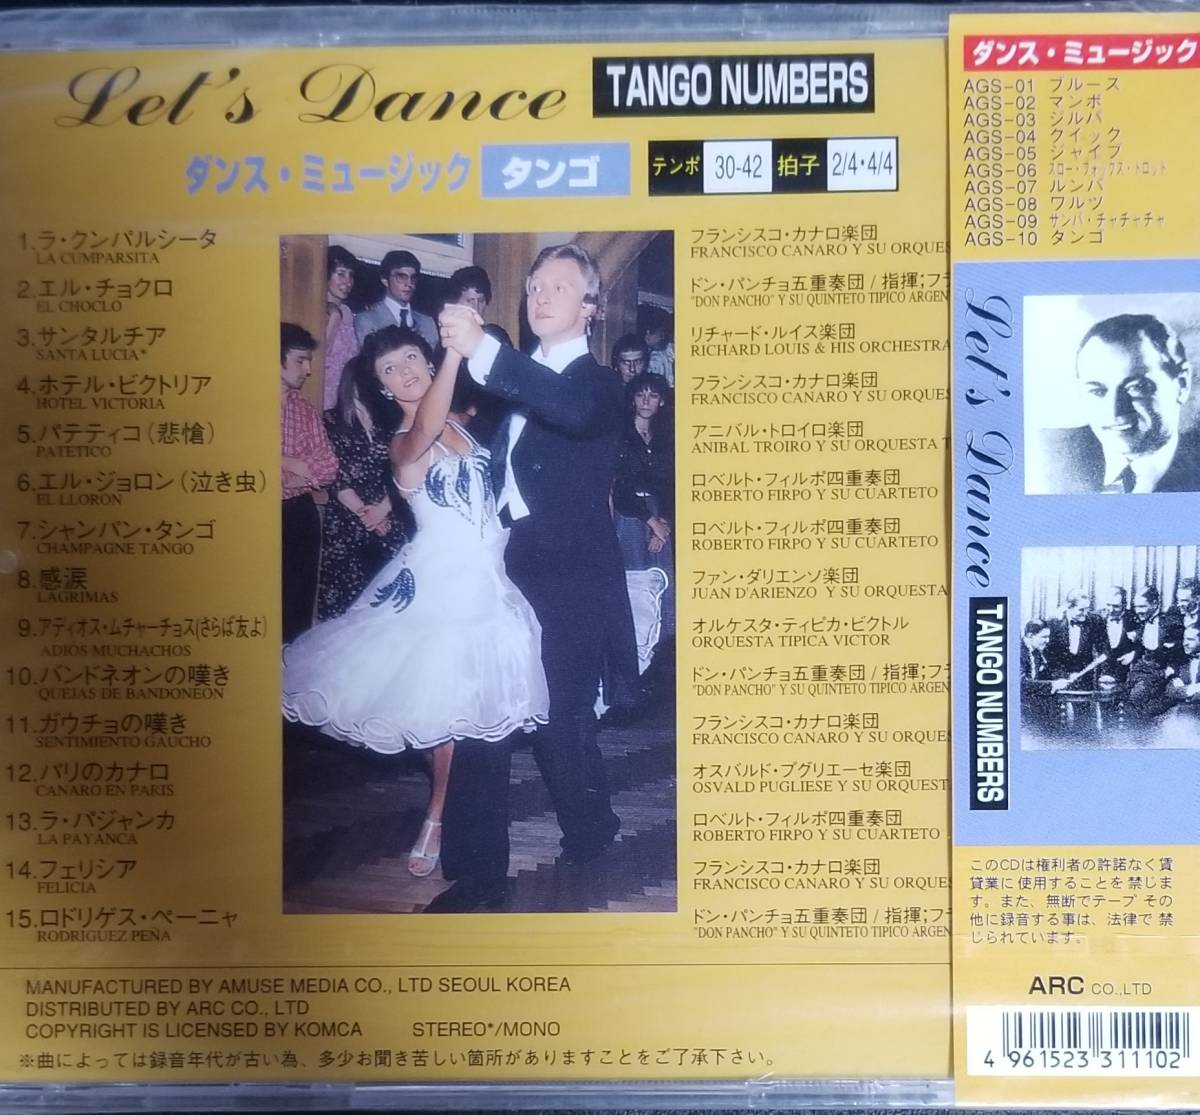 Let's Dance TANGO NUMBERS
ダンス・ミュージック タンゴ テンポ 30-42 拍子 2/4・4/4
1.ラ・クンパルシータ
LA CUMPARSITA
2.エル・チョクロ
EL CHOCLO
3.サンタルチア
SANTA LUCIA*
4.ホテル・ビクトリア
HOTEL VICTORIA
5.パテティコ(悲愴)
PATETICO
6.エル・ジョロン(泣き虫)
EL LLORON
7.シャンパン・タンゴ
CHAMPAGNE TANGO
8.感涙
LAGRIMAS
9.アディオス・ムチャーチョス(さらば友よ)
ADIÓS MUCHACHOS
10.バンドネオンの嘆き
QUEJAS DE BANDONEÓN
11.ガウチョの嘆き
SENTIMIENTO GAUCHO
12.パリのカナロ
CANARO EN PARIS
13.ラ・パジャンカ
LA PAYANCA
14.フェリシア
FELICIA
15.ロドリゲス・ペーニャ
RODRIGUEZ PEÑA
フランシスコ・カナロ楽団
FRANCISCO CANARO Y SU ORQUES
ドン・パンチョ五重奏団 / 指揮;フラ
"DON PANCHO" Y SU QUINTETO TIPICO ARGEN
リチャード・ルイス楽団
RICHARD LOUIS & HIS ORCHESTRA
フランシスコ・カナロ楽団
FRANCISCO CANARO Y SU ORQUES
アニバル・トロイロ楽団
ANIBAL TROIRO Y SU ORQUESTA T
ロベルト・フィルポ四重奏団
ROBERTO FIRPO Y SU CUARTETO
ロベルト・フィルポ四重奏団
ROBERTO FIRPO Y SU CUARTETO
ファン・ダリエンソ楽団
JUAN D'ARIENZO Y SU ORQUESTA
オルケスタ・ティピカ・ビクトル
ORQUESTA TIPICA VICTOR
ドン・パンチョ五重奏団 / 指揮;フラ
"DON PANCHO" Y SU QUINTETO TIPICO ARGEN
フランシスコ・カナロ楽団
FRANCISCO CANARO Y SU ORQUES
オスバルド・プグリエーセ楽団
OSVALD PUGLIESE Y SU ORQUEST
ロベルト・フィルポ四重奏団
ROBERTO FIRPO Y SU CUARTETO
フランシスコ・カナロ楽団
FRANCISCO CANARO Y SU ORQUES
ドン・パンチョ五重奏団 / 指揮;フラ
"DON PANCHO" Y SU QUINTETO TIPICO ARGEN
MANUFACTURED BY AMUSE MEDIA CO., LTD SEOUL KOREA
DISTRIBUTED BY ARC CO., LTD
COPYRIGHT IS LICENSED BY KOMCA STEREO*/MONO
※曲によっては録音年代が古い為、多少お聞き苦しい箇所がありますことをご了承下さい。
ダンス・ミュージック
AGS-01 ブルース
AGS-02 マンボ
AGS-03 ジルバ
AGS-04 クイック
AGS-05 ジャイブ
AGS-06 スロー・フォックス・トロット
AGS-07 ルンバ
AGS-08 ワルツ
AGS-09 サンバ・チャチャチャ
AGS-10 タンゴ
Let's Dance TANGO NUMBERS
このCDは権利者の許諾なく賃
貸業に使用することを禁じま
す。また、無断でテープその
他に録音する事は、法律で禁
じられています。
ARC CO.,LTD
4 961523 311102